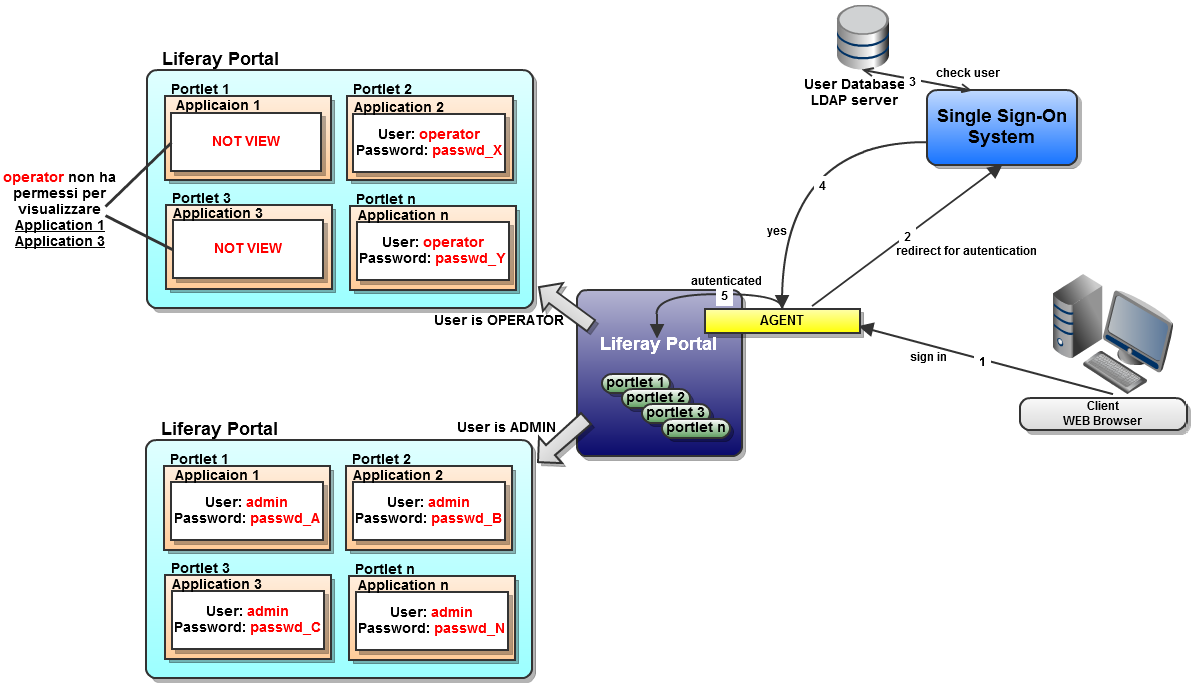 Liferay Portal
Portlet 1
Applicaion 1
NOT VIEW
Portlet 2
Application 2
User: operator
Password: passwd_X
Portlet 3
Application 3
NOT VIEW
Portlet n
Application n
User: operator
Password: passwd_Y
operator non ha
permessi per
visualizzare
Application 1
Application 3
User is OPERATOR
User Database
LDAP server
3
check user
Single Sign-On
System
4
yes
2
redirect for autentication
autenticated
5
AGENT
sign in
1
Client
WEB Browser
Liferay Portal
portlet 1
portlet 2
portlet 3
portlet n
User is ADMIN
Liferay Portal
Portlet 1
Applicaion 1
User: admin
Password: passwd_A
Portlet 2
Application 2
User: admin
Password: passwd_B
Portlet 3
Application 3
User: admin
Password: passwd_C
Portlet n
Application n
User: admin
Password: passwd_N